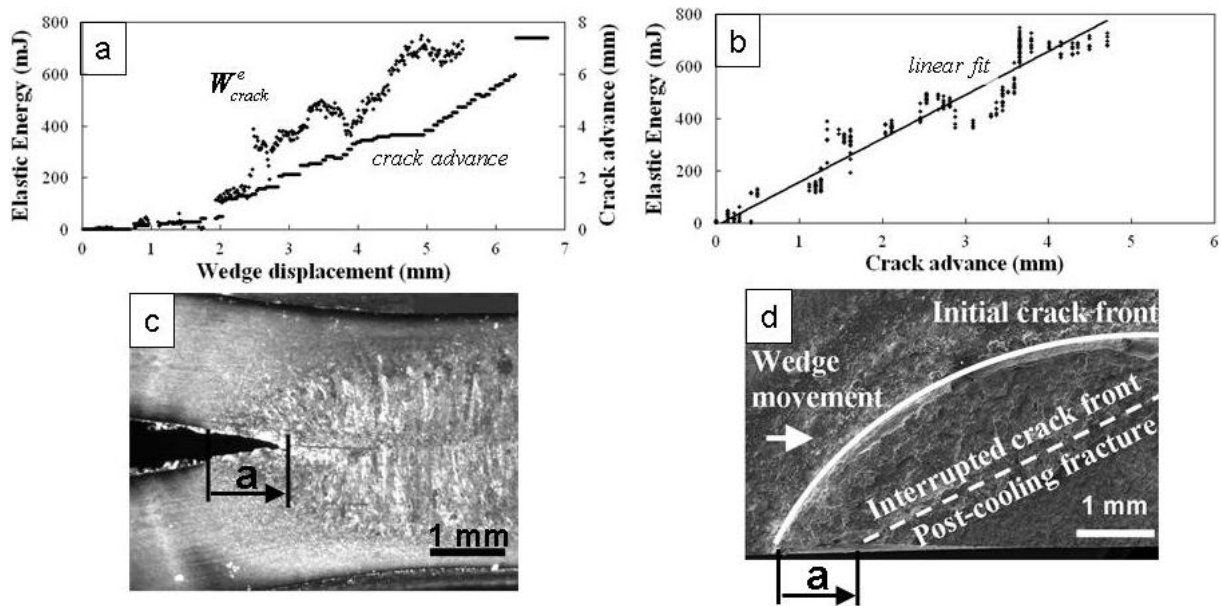 a
800
600
400
200
0
Elastic Energy (mJ)
W^e_crack
crack advance
8
6
4
2
0
Crack advance (mm)
0 1 2 3 4 5 6 7
Wedge displacement (mm)
b
800
600
400
200
0
Elastic Energy (mJ)
linear fit
0 1 2 3 4 5 6
Crack advance (mm)
c
a
1 mm
d
Initial crack front
Wedge
movement
Interrupted crack front
Post-cooling fracture
1 mm
a